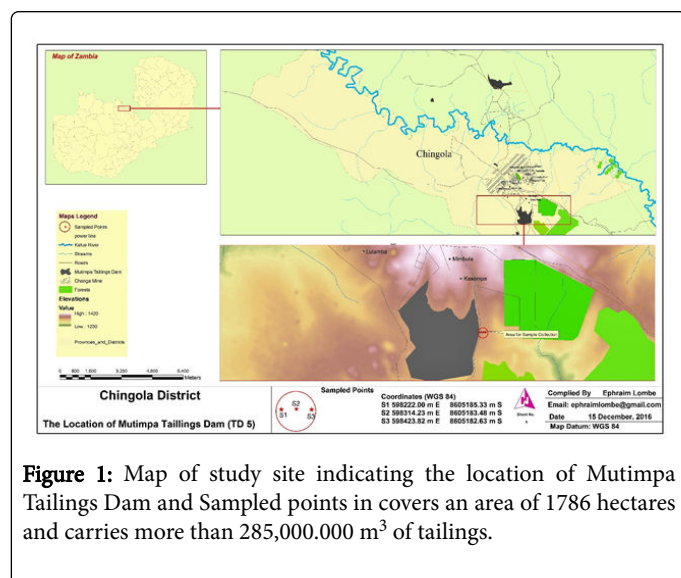 Map of Zambia
Chingola
Maps Legend
Sampled Points
power line
Kafue River
Streams
Roads
Mutimpa Tailings Dam
Changa Mine
Forests
Elevations
Value
High : 1420
Low : 1250
Provinces_and_Districts
Meters
Luamba
Mimbula
Kasompe
Area for Sample Collection
Chingola District
The Location of Mutimpa Taillings Dam (TD 5)
Sampled Points
S1 S2 S3
Coordinates (WGS 84)
S1 598222.00 m E 8605185.33 m S
S2 598314.23 m E 8605183.48 m S
S3 598423.82 m E 8605182.63 m S
Complied By Ephraim Lombe
Email: ephraimlombe@gmail.com
Date 15 December, 2016
Map Datum: WGS 84
Figure 1: Map of study site indicating the location of Mutimpa
Tailings Dam and Sampled points in covers an area of 1786 hectares
and carries more than 285,000.000 m³ of tailings.